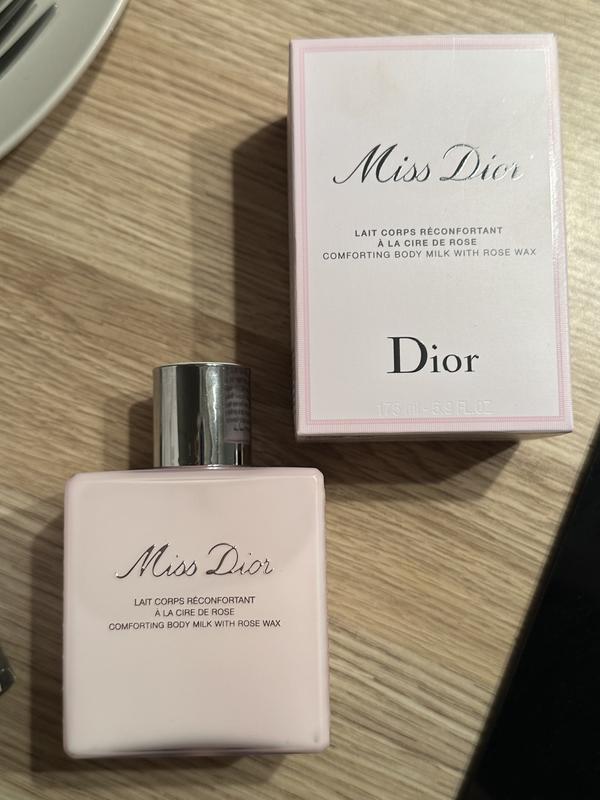 Miss Dior
LAIT CORPS RÉCONFORTANT
À LA CIRE DE ROSE
COMFORTING BODY MILK WITH ROSE WAX
Dior
175 ml - 5.9 FL.OZ
Miss Dior
LAIT CORPS RÉCONFORTANT
À LA CIRE DE ROSE
COMFORTING BODY MILK WITH ROSE WAX